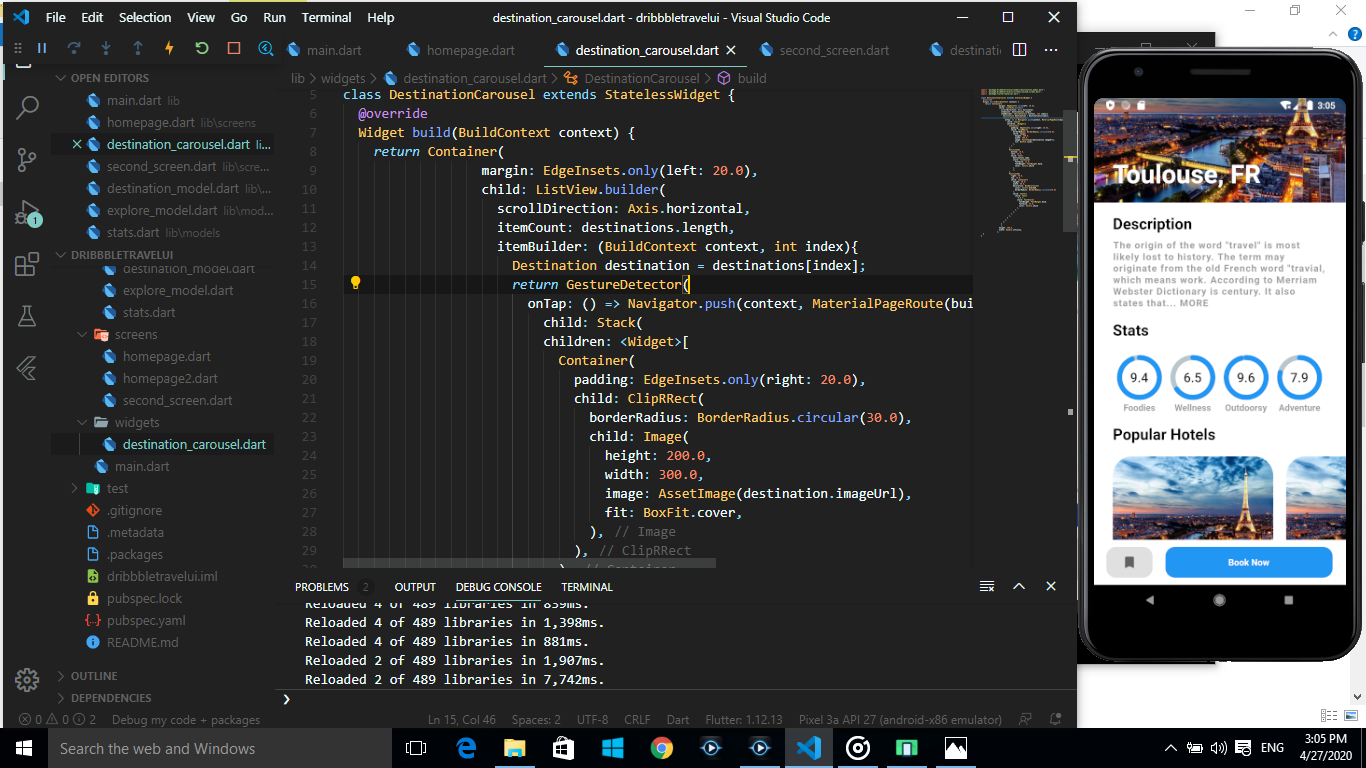 File Edit Selection View Go Run Terminal Help
destination_carousel.dart - dribbbletravelui - Visual Studio Code
main.dart homepage.dart destination_carousel.dart second_screen.dart destinati
lib > widgets > destination_carousel.dart > DestinationCarousel > build
OPEN EDITORS
main.dart lib
homepage.dart lib\screens
destination_carousel.dart li...
second_screen.dart lib\scre...
destination_model.dart lib\...
explore_model.dart lib\mod...
stats.dart lib\models
DRIBBBLETRAVELUI
destination_model.dart
explore_model.dart
stats.dart
screens
homepage.dart
homepage2.dart
second_screen.dart
widgets
destination_carousel.dart
main.dart
test
.gitignore
.metadata
.packages
dribbbletravelui.iml
pubspec.lock
pubspec.yaml
README.md
OUTLINE
DEPENDENCIES
1
5 class DestinationCarousel extends StatelessWidget {
6 @override
7 Widget build(BuildContext context) {
8 return Container(
9 margin: EdgeInsets.only(left: 20.0),
10 child: ListView.builder(
11 scrollDirection: Axis.horizontal,
12 itemCount: destinations.length,
13 itemBuilder: (BuildContext context, int index){
14 Destination destination = destinations[index];
15 return GestureDetector(
16 onTap: () => Navigator.push(context, MaterialPageRoute(bui
17 child: Stack(
18 children: <Widget>[
19 Container(
20 padding: EdgeInsets.only(right: 20.0),
21 child: ClipRRect(
22 borderRadius: BorderRadius.circular(30.0),
23 child: Image(
24 height: 200.0,
25 width: 300.0,
26 image: AssetImage(destination.imageUrl),
27 fit: BoxFit.cover,
28 ), // Image
29 ), // ClipRRect
30 ), // Container
PROBLEMS 2 OUTPUT DEBUG CONSOLE TERMINAL
Reloaded 4 of 489 libraries in 859ms.
Reloaded 4 of 489 libraries in 1,398ms.
Reloaded 4 of 489 libraries in 881ms.
Reloaded 2 of 489 libraries in 1,907ms.
Reloaded 2 of 489 libraries in 7,742ms.
0 0 2 Debug my code + packages
Ln 15, Col 46 Spaces: 2 UTF-8 CRLF Dart Flutter: 1.12.13 Pixel 3a API 27 (android-x86 emulator)
3:05
Toulouse, FR
Description
The origin of the word "travel" is most
likely lost to history. The term may
originate from the old French word "travial,
which means work. According to Merriam
Webster Dictionary is century. It also
states that... MORE
Stats
9.4 6.5 9.6 7.9
Foodies Wellness Outdoorsy Adventure
Popular Hotels
Book Now
Search the web and Windows
ENG
3:05 PM
4/27/2020